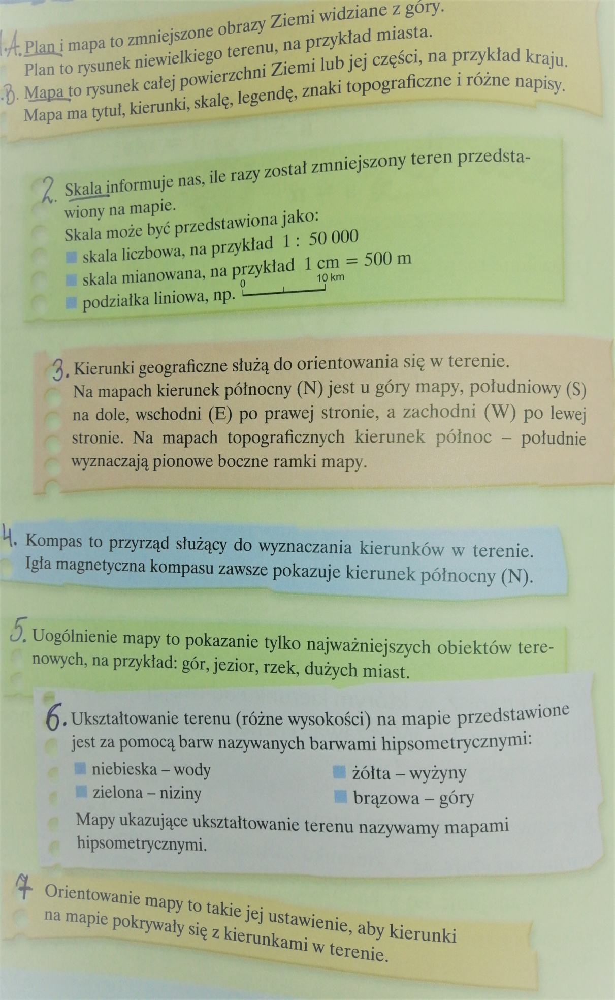 1.A. Plan i mapa to zmniejszone obrazy Ziemi widziane z góry.
Plan to rysunek niewielkiego terenu, na przykład miasta.
.B. Mapa to rysunek całej powierzchni Ziemi lub jej części, na przykład kraju.
Mapa ma tytuł, kierunki, skalę, legendę, znaki topograficzne i różne napisy.
2. Skala informuje nas, ile razy został zmniejszony teren przedsta-
wiony na mapie.
Skala może być przedstawiona jako:
skala liczbowa, na przykład 1 : 50 000
skala mianowana, na przykład 1 cm = 500 m
podziałka liniowa, np. 0 10 km
3. Kierunki geograficzne służą do orientowania się w terenie.
Na mapach kierunek północny (N) jest u góry mapy, południowy (S)
na dole, wschodni (E) po prawej stronie, a zachodni (W) po lewej
stronie. Na mapach topograficznych kierunek północ – południe
wyznaczają pionowe boczne ramki mapy.
4. Kompas to przyrząd służący do wyznaczania kierunków w terenie.
Igła magnetyczna kompasu zawsze pokazuje kierunek północny (N).
5. Uogólnienie mapy to pokazanie tylko najważniejszych obiektów tere-
nowych, na przykład: gór, jezior, rzek, dużych miast.
6. Ukształtowanie terenu (różne wysokości) na mapie przedstawione
jest za pomocą barw nazywanych barwami hipsometrycznymi:
niebieska – wody
zielona – niziny
żółta – wyżyny
brązowa – góry
Mapy ukazujące ukształtowanie terenu nazywamy mapami
hipsometrycznymi.
7 Orientowanie mapy to takie jej ustawienie, aby kierunki
na mapie pokrywały się z kierunkami w terenie.